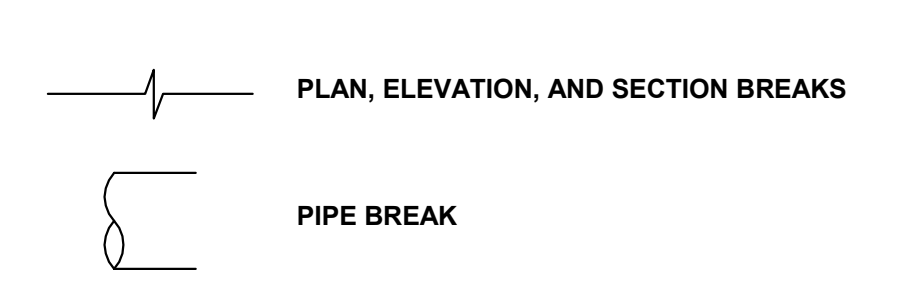 PLAN, ELEVATION, AND SECTION BREAKS
PIPE BREAK